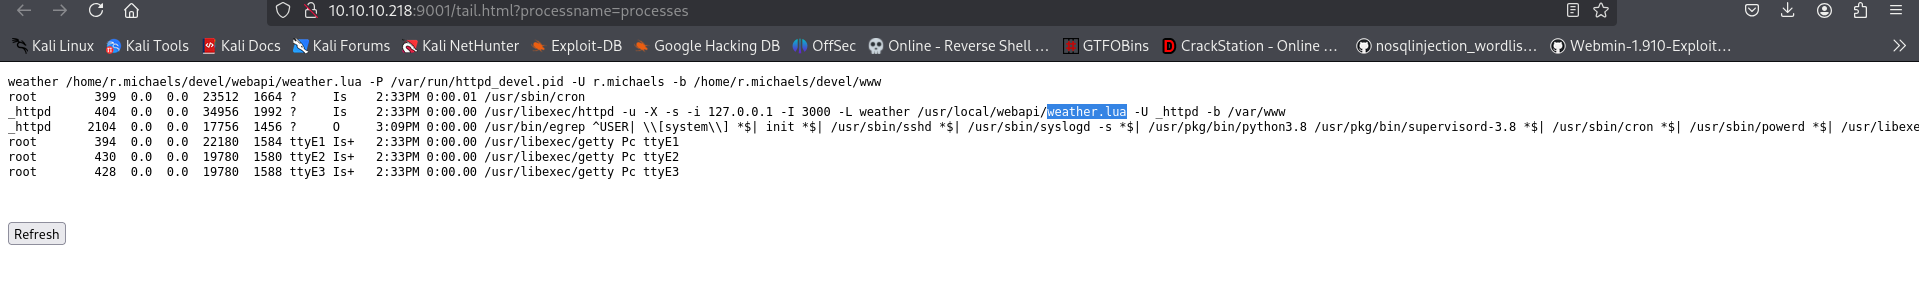 10.10.10.218:9001/tail.html?processname=processes
Kali Linux Kali Tools Kali Docs Kali Forums Kali NetHunter Exploit-DB Google Hacking DB OffSec Online - Reverse Shell ... GTFOBins CrackStation - Online ... nosqlinjection_wordlis... Webmin-1.910-Exploit...
weather /home/r.michaels/devel/webapi/weather.lua -P /var/run/httpd_devel.pid -U r.michaels -b /home/r.michaels/devel/www
root 399 0.0 0.0 23512 1664 ? Is 2:33PM 0:00.01 /usr/sbin/cron
_httpd 404 0.0 0.0 34956 1992 ? Is 2:33PM 0:00.00 /usr/libexec/httpd -u -X -s -i 127.0.0.1 -I 3000 -L weather /usr/local/webapi/weather.lua -U _httpd -b /var/www
_httpd 2104 0.0 0.0 17756 1456 ? O 3:09PM 0:00.00 /usr/bin/egrep ^USER| \\[system\\] *$| init *$| /usr/sbin/sshd *$| /usr/sbin/syslogd -s *$| /usr/pkg/bin/python3.8 /usr/pkg/bin/supervisord-3.8 *$| /usr/sbin/cron *$| /usr/sbin/powerd *$| /usr/libexe
root 394 0.0 0.0 22180 1584 ttyE1 Is+ 2:33PM 0:00.00 /usr/libexec/getty Pc ttyE1
root 430 0.0 0.0 19780 1580 ttyE2 Is+ 2:33PM 0:00.00 /usr/libexec/getty Pc ttyE2
root 428 0.0 0.0 19780 1588 ttyE3 Is+ 2:33PM 0:00.00 /usr/libexec/getty Pc ttyE3
Refresh